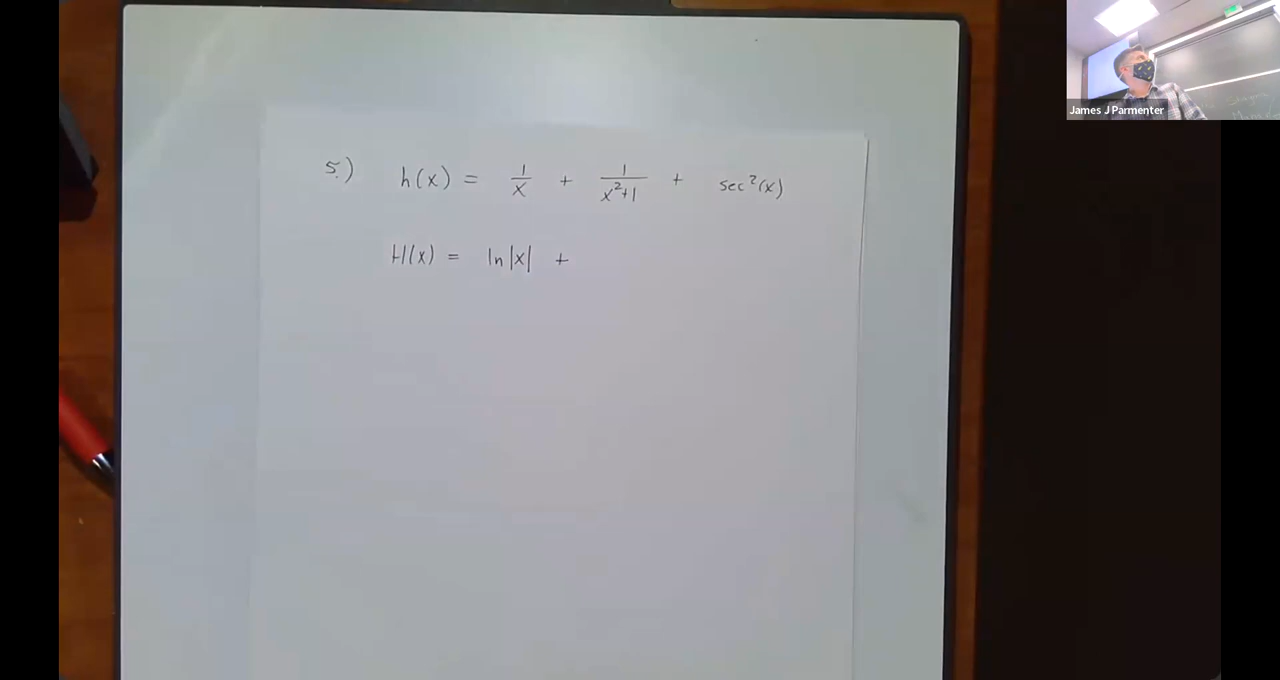 5.) h(x) = 1/x + 1/(x²+1) + sec²(x)
H(x) = ln|x| +
James J Parmenter